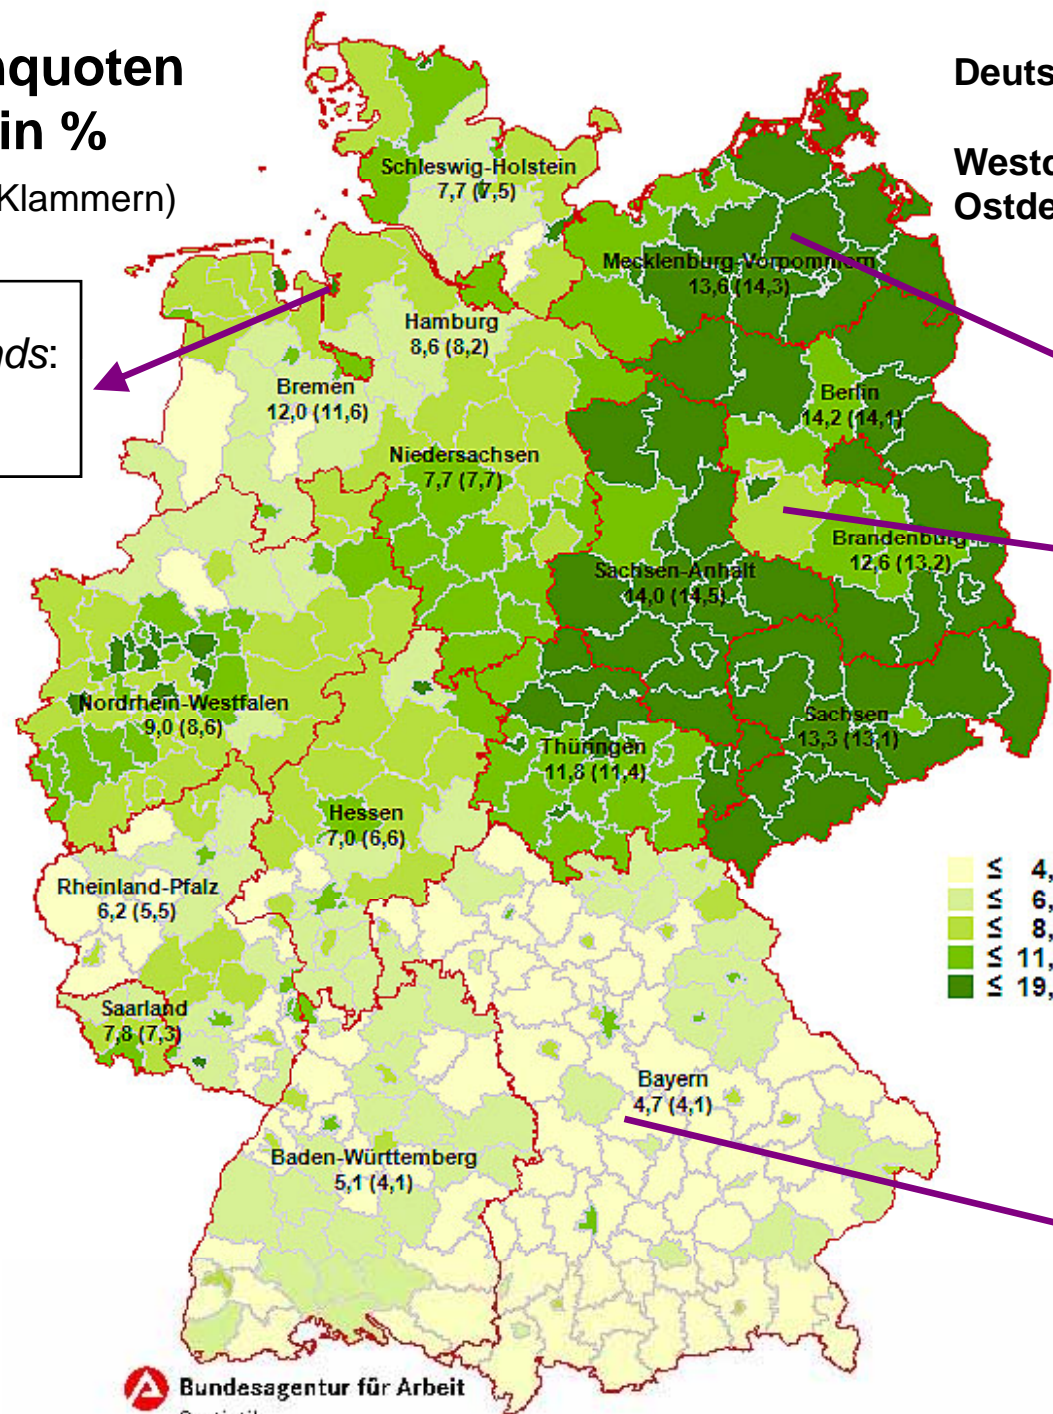 nquoten
in %
Klammern)
Deuts
Westd
Ostde
nds:
Schleswig-Holstein
7,7 (7,5)
Mecklenburg-Vorpommern
13,6 (14,3)
Hamburg
8,6 (8,2)
Bremen
12,0 (11,6)
Berlin
14,2 (14,1)
Niedersachsen
7,7 (7,7)
Brandenburg
12,6 (13,2)
Sachsen-Anhalt
14,0 (14,5)
Nordrhein-Westfalen
9,0 (8,6)
Sachsen
13,3 (13,1)
Thüringen
11,8 (11,4)
Hessen
7,0 (6,6)
Rheinland-Pfalz
6,2 (5,5)
≤ 4,
≤ 6,
≤ 8,
≤ 11,
≤ 19,
Saarland
7,8 (7,3)
Bayern
4,7 (4,1)
Baden-Württemberg
5,1 (4,1)
Bundesagentur für Arbeit